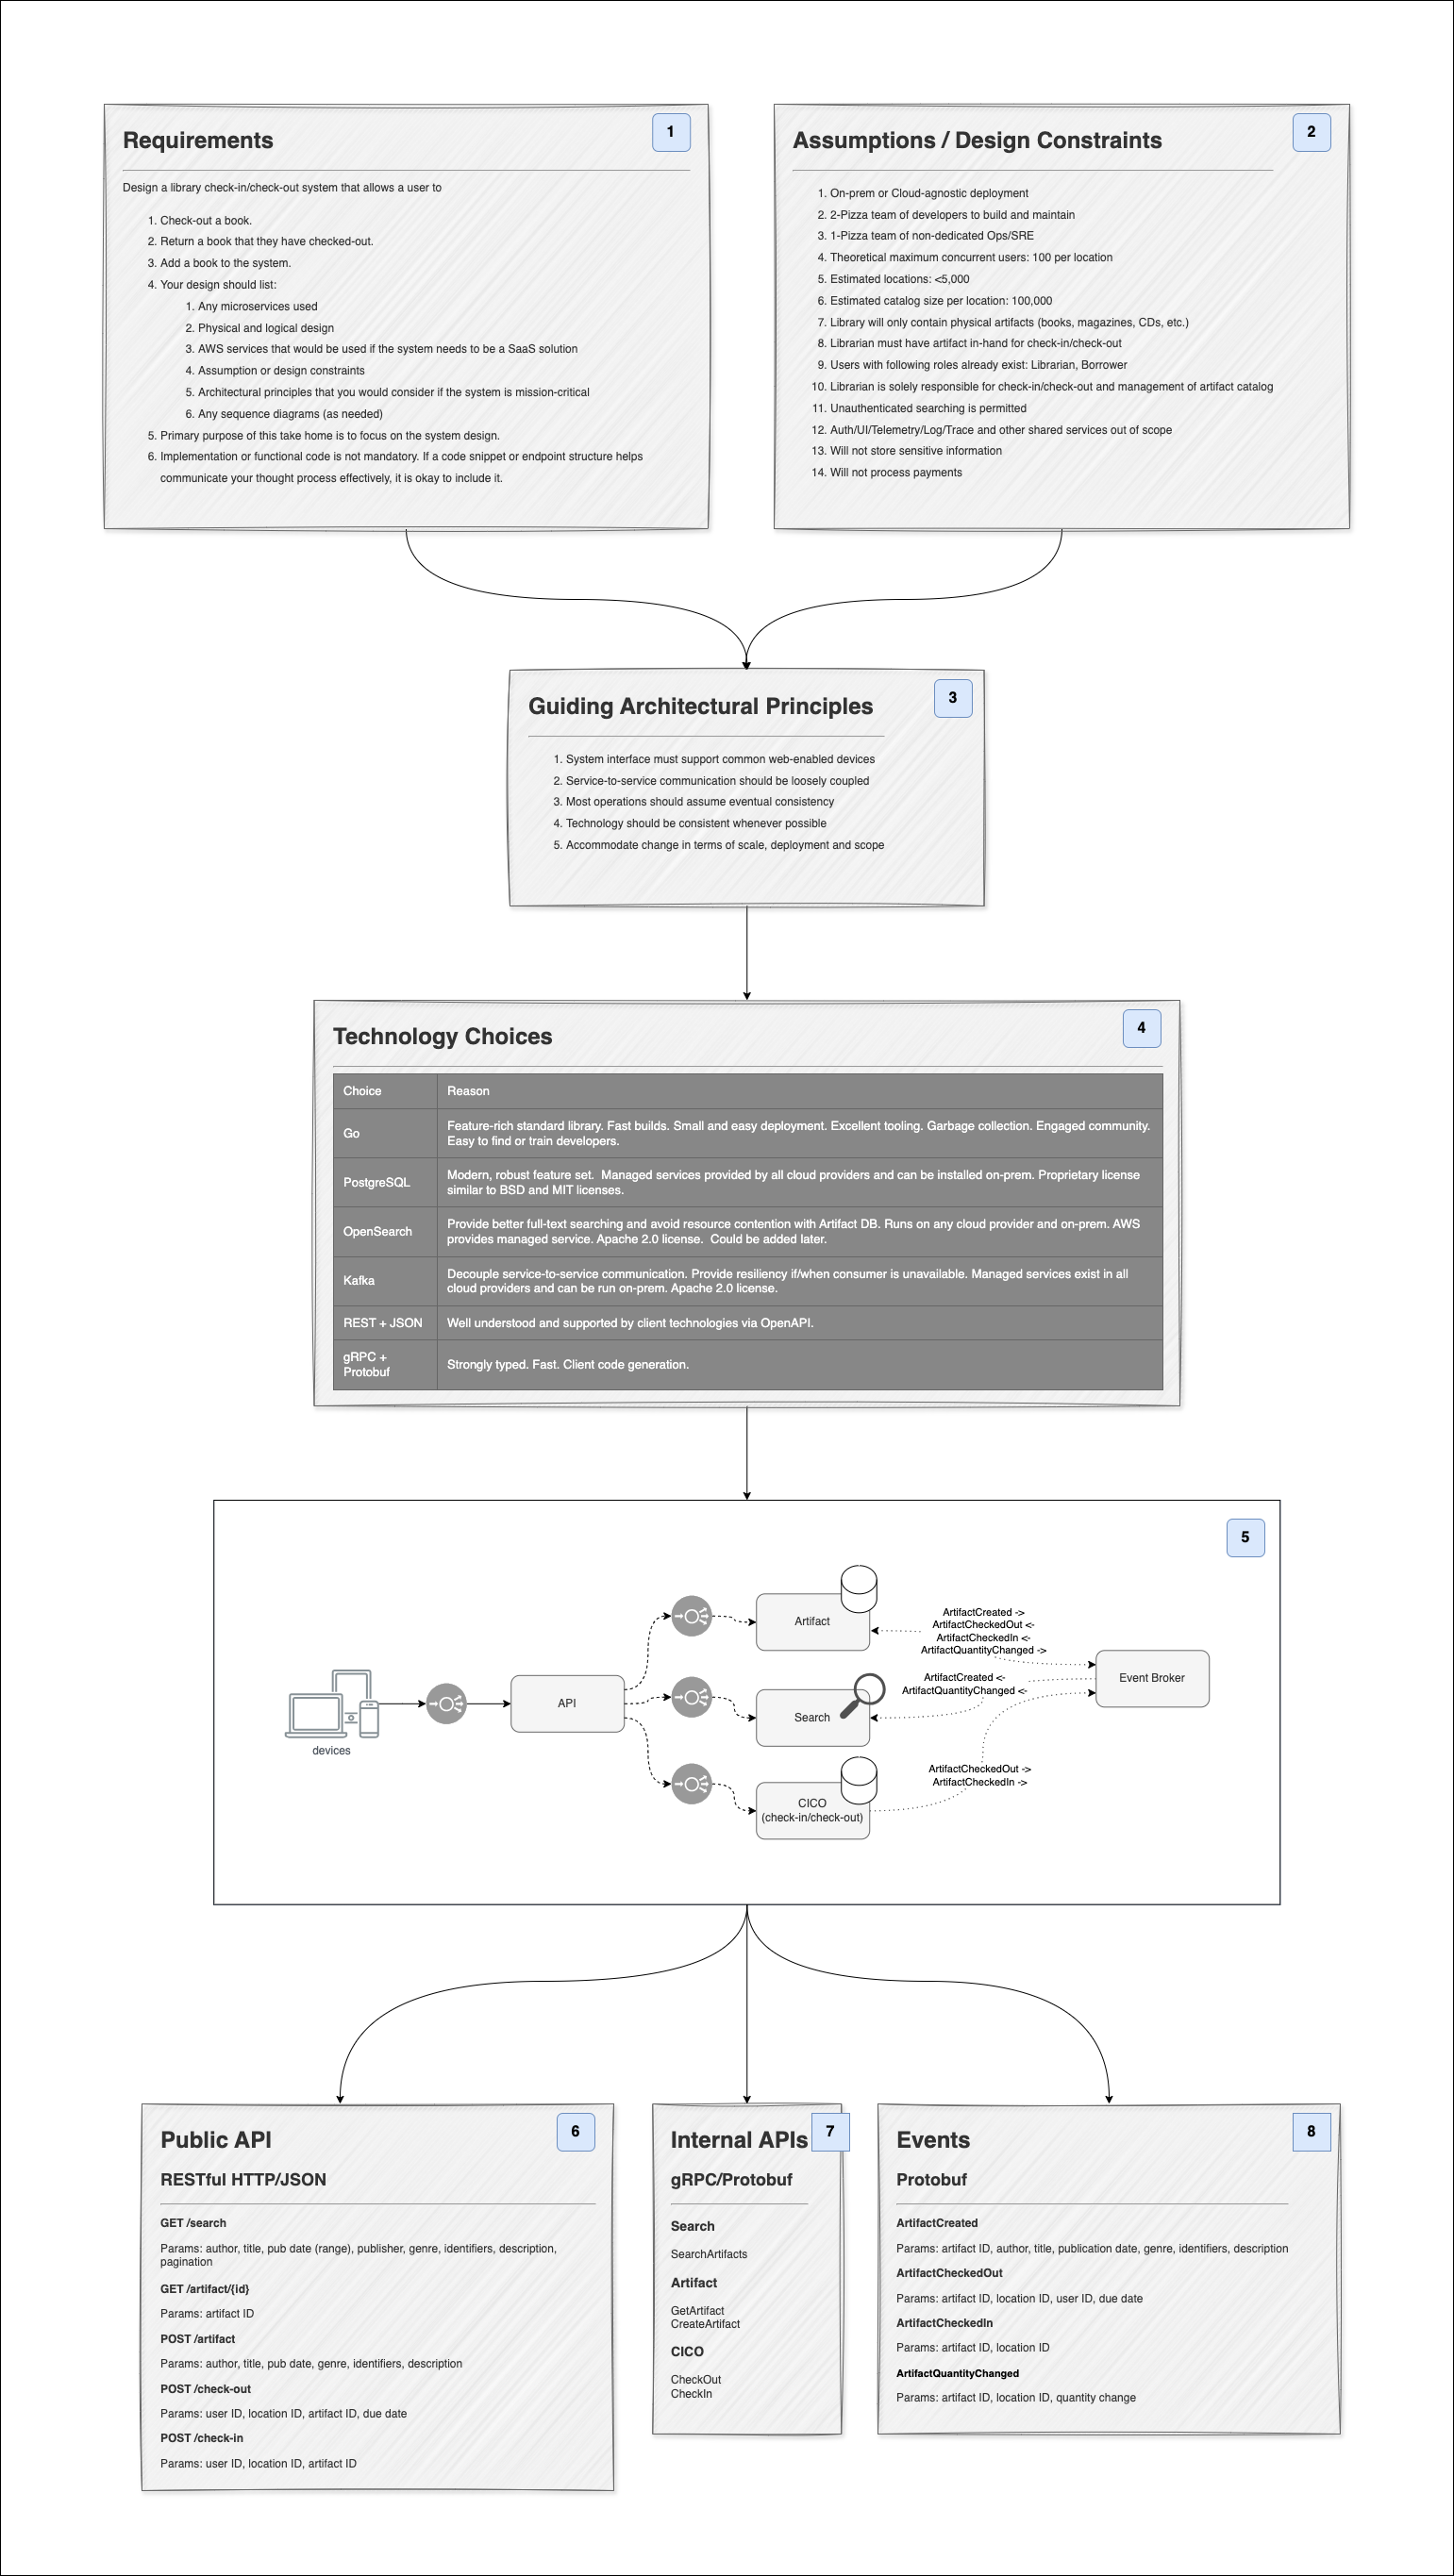 Requirements
1
Design a library check-in/check-out system that allows a user to
1. Check-out a book.
2. Return a book that they have checked-out.
3. Add a book to the system.
4. Your design should list:
1. Any microservices used
2. Physical and logical design
3. AWS services that would be used if the system needs to be a SaaS solution
4. Assumption or design constraints
5. Architectural principles that you would consider if the system is mission-critical
6. Any sequence diagrams (as needed)
5. Primary purpose of this take home is to focus on the system design.
6. Implementation or functional code is not mandatory. If a code snippet or endpoint structure helps
communicate your thought process effectively, it is okay to include it.
Assumptions / Design Constraints
2
1. On-prem or Cloud-agnostic deployment
2. 2-Pizza team of developers to build and maintain
3. 1-Pizza team of non-dedicated Ops/SRE
4. Theoretical maximum concurrent users: 100 per location
5. Estimated locations: <5,000
6. Estimated catalog size per location: 100,000
7. Library will only contain physical artifacts (books, magazines, CDs, etc.)
8. Librarian must have artifact in-hand for check-in/check-out
9. Users with following roles already exist: Librarian, Borrower
10. Librarian is solely responsible for check-in/check-out and management of artifact catalog
11. Unauthenticated searching is permitted
12. Auth/UI/Telemetry/Log/Trace and other shared services out of scope
13. Will not store sensitive information
14. Will not process payments
Guiding Architectural Principles
3
1. System interface must support common web-enabled devices
2. Service-to-service communication should be loosely coupled
3. Most operations should assume eventual consistency
4. Technology should be consistent whenever possible
5. Accommodate change in terms of scale, deployment and scope
Technology Choices
4
Choice Reason
Go
Feature-rich standard library. Fast builds. Small and easy deployment. Excellent tooling. Garbage collection. Engaged community.
Easy to find or train developers.
PostgreSQL
Modern, robust feature set. Managed services provided by all cloud providers and can be installed on-prem. Proprietary license
similar to BSD and MIT licenses.
OpenSearch
Provide better full-text searching and avoid resource contention with Artifact DB. Runs on any cloud provider and on-prem. AWS
provides managed service. Apache 2.0 license. Could be added later.
Kafka
Decouple service-to-service communication. Provide resiliency if/when consumer is unavailable. Managed services exist in all
cloud providers and can be run on-prem. Apache 2.0 license.
REST + JSON Well understood and supported by client technologies via OpenAPI.
gRPC +
Protobuf
Strongly typed. Fast. Client code generation.
5
devices
API
Artifact
Search
CICO
(check-in/check-out)
ArtifactCreated ->
ArtifactCheckedOut <-
ArtifactCheckedIn <-
ArtifactQuantityChanged ->
ArtifactCreated <-
ArtifactQuantityChanged <-
ArtifactCheckedOut ->
ArtifactCheckedIn ->
Event Broker
Public API
6
RESTful HTTP/JSON
GET /search
Params: author, title, pub date (range), publisher, genre, identifiers, description,
pagination
GET /artifact/{id}
Params: artifact ID
POST /artifact
Params: author, title, pub date, genre, identifiers, description
POST /check-out
Params: user ID, location ID, artifact ID, due date
POST /check-in
Params: user ID, location ID, artifact ID
Internal APIs
7
gRPC/Protobuf
Search
SearchArtifacts
Artifact
GetArtifact
CreateArtifact
CICO
CheckOut
CheckIn
Events
8
Protobuf
ArtifactCreated
Params: artifact ID, author, title, publication date, genre, identifiers, description
ArtifactCheckedOut
Params: artifact ID, location ID, user ID, due date
ArtifactCheckedIn
Params: artifact ID, location ID
ArtifactQuantityChanged
Params: artifact ID, location ID, quantity change